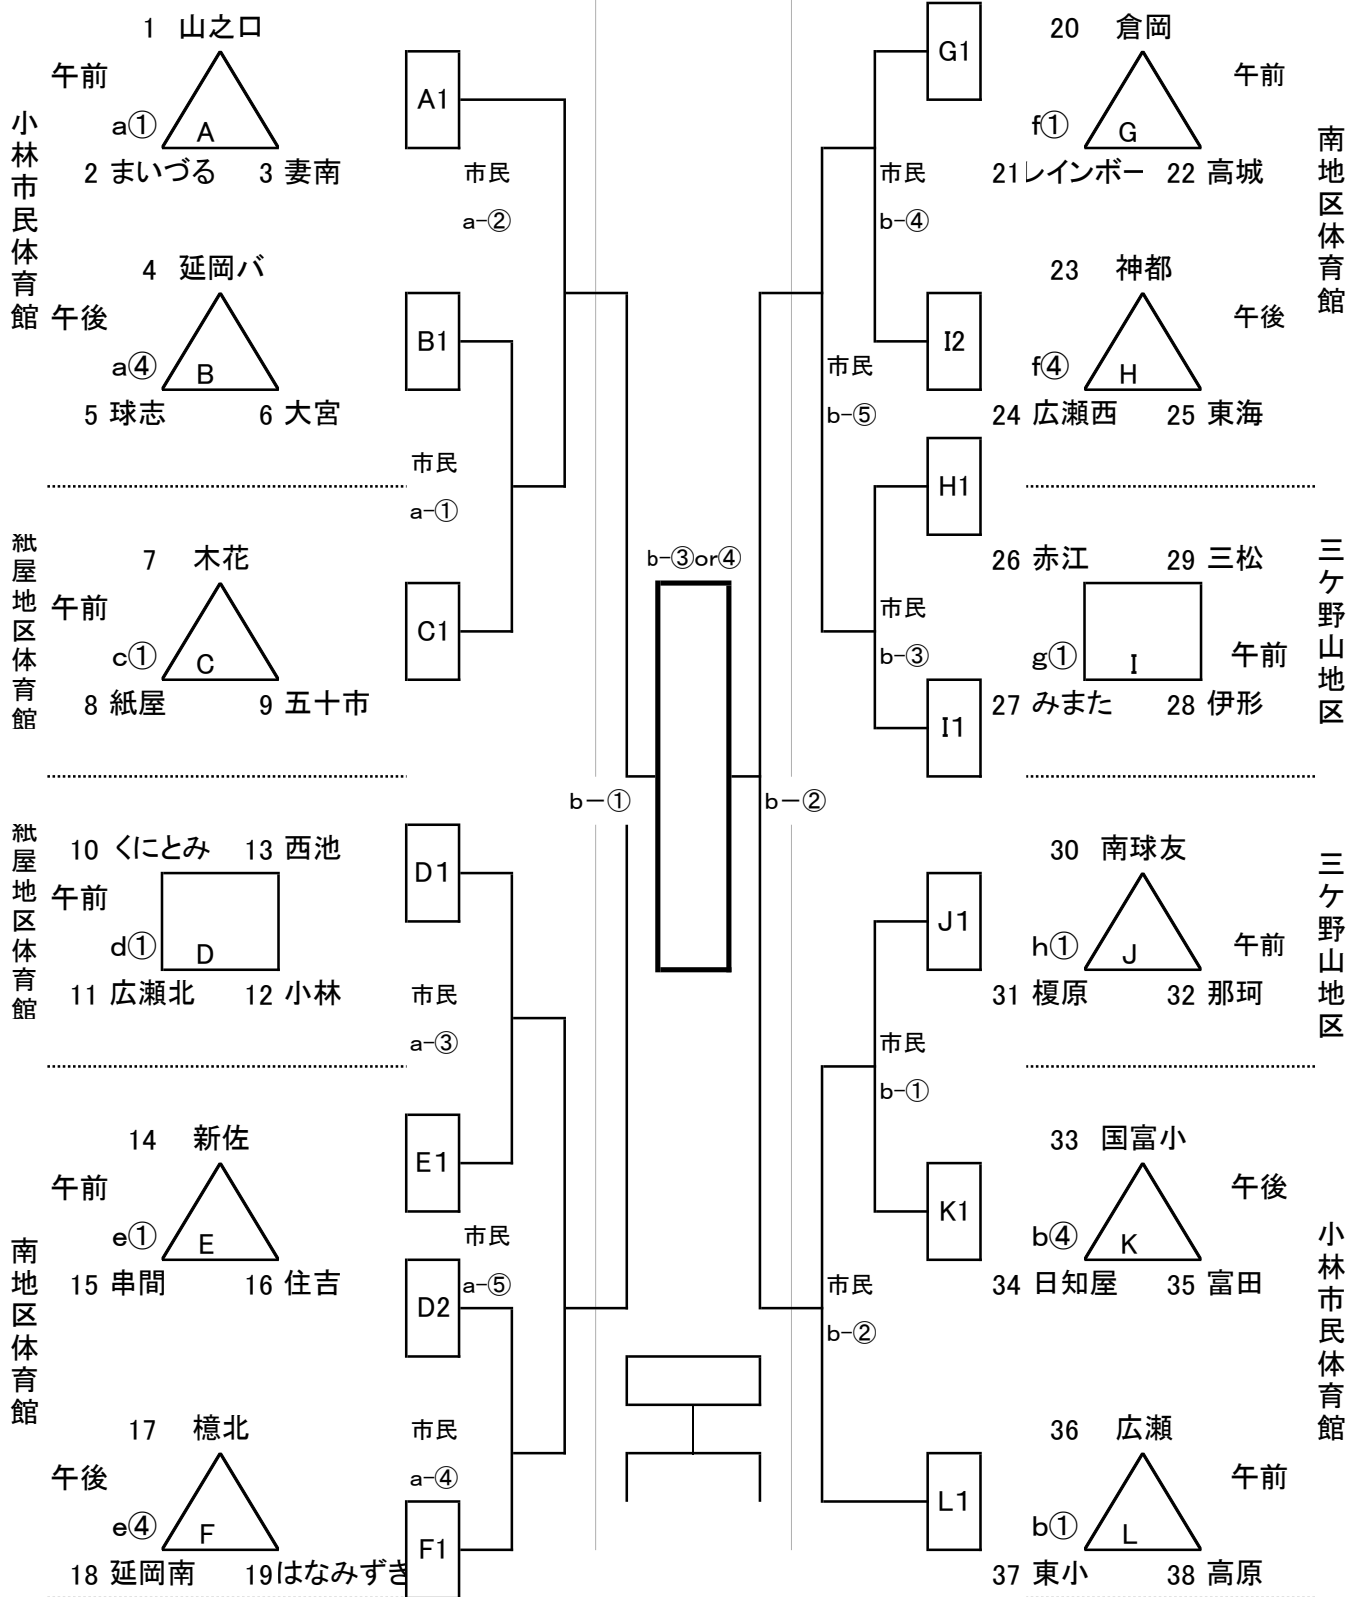 小林市民体育館
1 山之口
午前
a①
A
2 まいづる 3 妻南
4 延岡バ
午後
a④
B
5 球志 6 大宮
紙屋地区体育館
7 木花
午前
c①
C
8 紙屋 9 五十市
紙屋地区体育館
10 くにとみ 13 西池
午前
d①
D
11 広瀬北 12 小林
南地区体育館
14 新佐
午前
e①
E
15 串間 16 住吉
17 檍北
午後
e④
F
18 延岡南 19 はなみずき
A1
市民
a-②
B1
市民
a-①
C1
D1
市民
a-③
E1
市民
a-⑤
D2
市民
a-④
F1
b-③or④
b-①
b-②
G1
市民
b-④
I2
市民
b-⑤
H1
市民
b-③
I1
J1
市民
b-①
K1
市民
b-②
L1
南地区体育館
20 倉岡
午前
f①
G
21 レインボー 22 高城
23 神都
午後
f④
H
24 広瀬西 25 東海
三ケ野山地区
26 赤江 29 三松
g①
I
午前
27 みまた 28 伊形
三ケ野山地区
30 南球友
h①
J
午前
31 榎原 32 那珂
小林市民体育館
33 国富小
午後
b④
K
34 日知屋 35 富田
36 広瀬
午前
b①
L
37 東小 38 高原